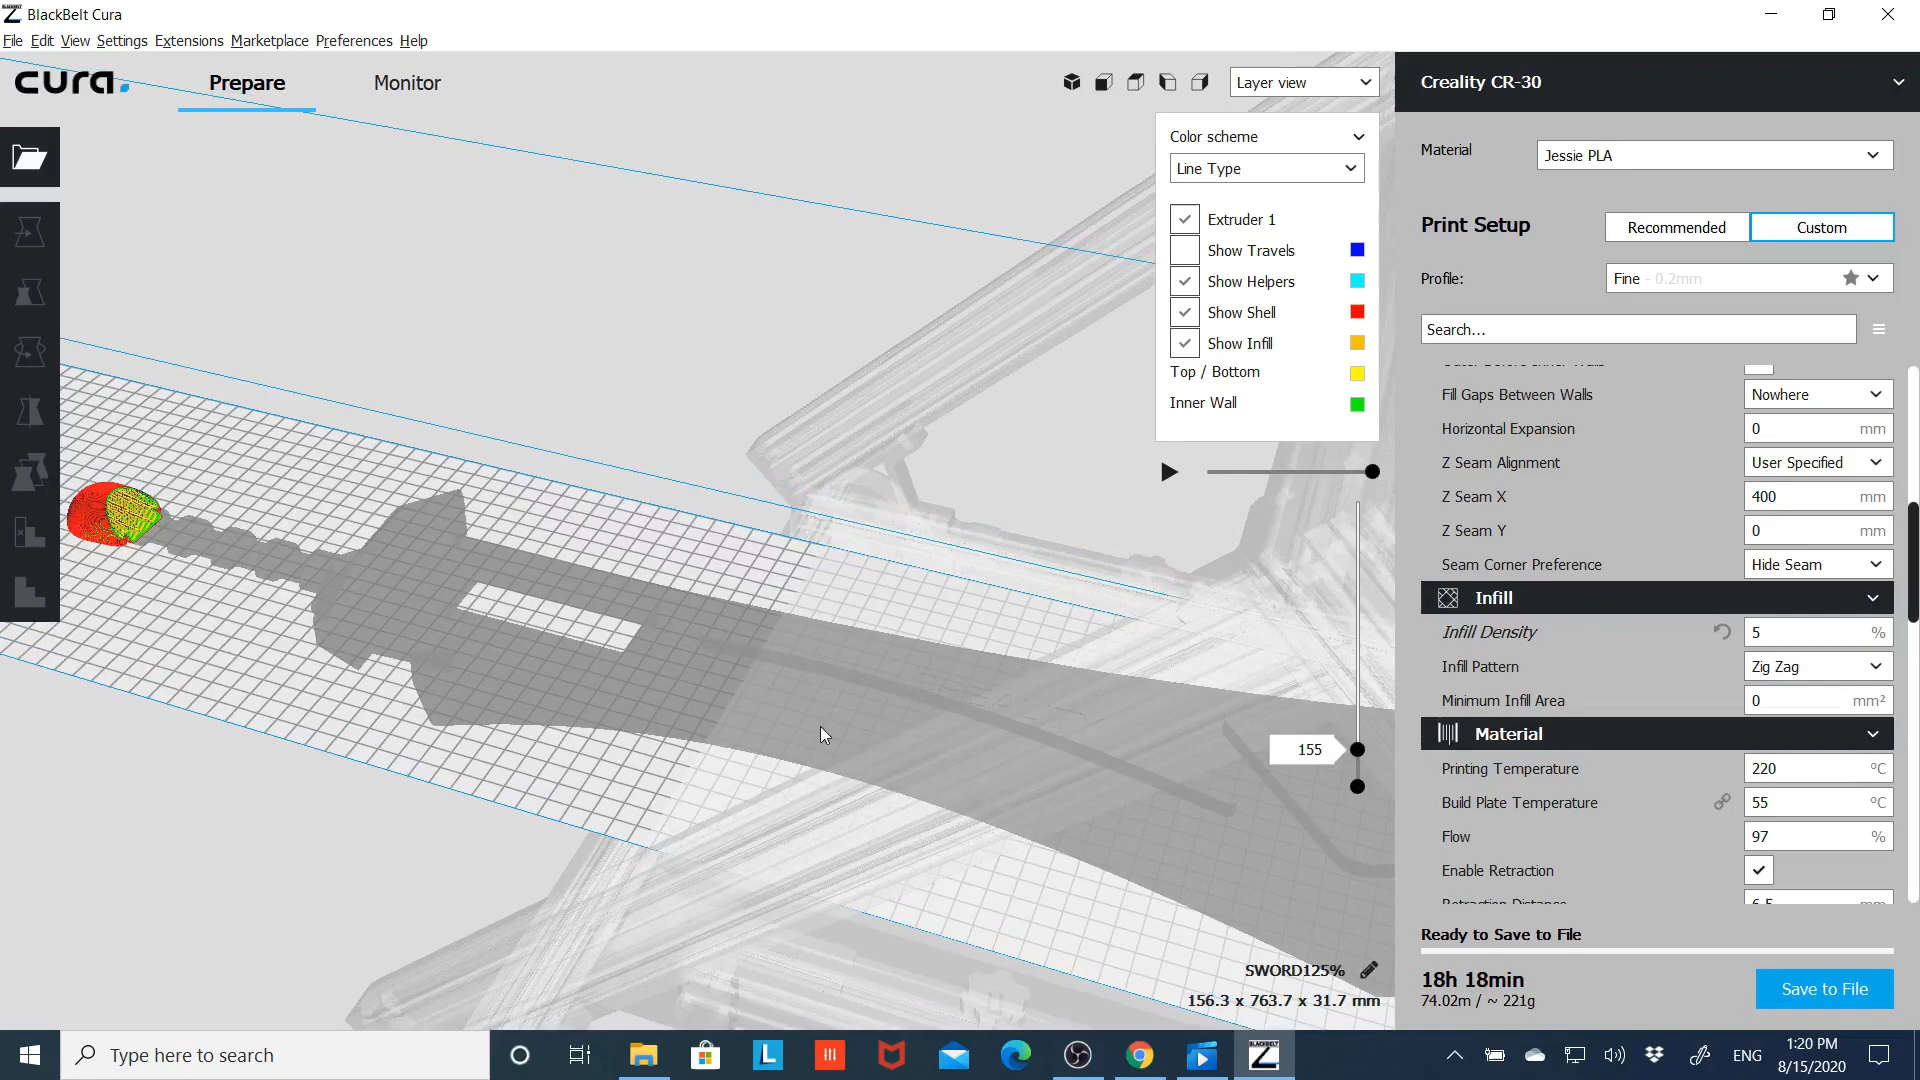 BlackBelt Cura
File Edit View Settings Extensions Marketplace Preferences Help
cura.
Prepare
Monitor
Layer view
Color scheme
Line Type
Extruder 1
Show Travels
Show Helpers
Show Shell
Show Infill
Top / Bottom
Inner Wall
155
SWORD125%
156.3 x 763.7 x 31.7 mm
Creality CR-30
Material
Jessie PLA
Print Setup
Recommended
Custom
Profile:
Fine - 0.2mm
Search...
Fill Gaps Between Walls
Nowhere
Horizontal Expansion
0 mm
Z Seam Alignment
User Specified
Z Seam X
400 mm
Z Seam Y
0 mm
Seam Corner Preference
Hide Seam
Infill
Infill Density
5 %
Infill Pattern
Zig Zag
Minimum Infill Area
0 mm²
Material
Printing Temperature
220 °C
Build Plate Temperature
55 °C
Flow
97 %
Enable Retraction
Ready to Save to File
18h 18min
74.02m / ~ 221g
Save to File
Type here to search
L
BLACKBELT
ENG
1:20 PM
8/15/2020